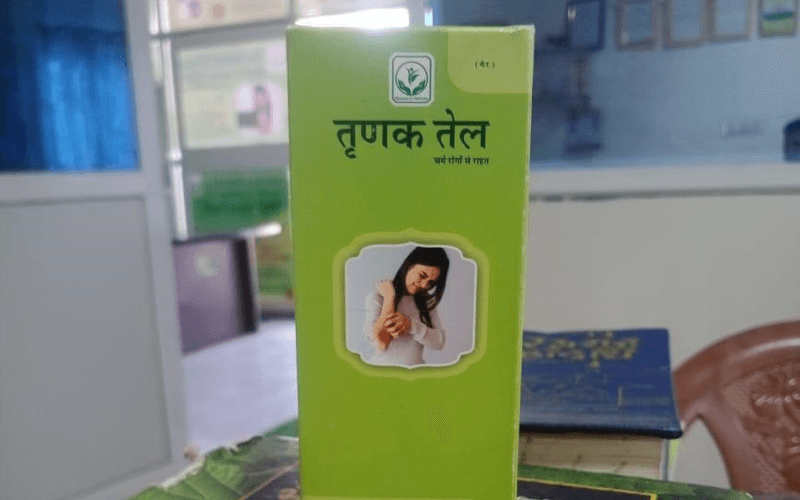 ( बै.र. )
तृणक तेल
चर्म रोगों से राहत